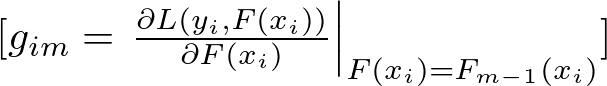 [g_{im} = \frac{\partial L(y_i, F(x_i))}{\partial F(x_i)} \Big|_{F(x_i)=F_{m-1}(x_i)}]